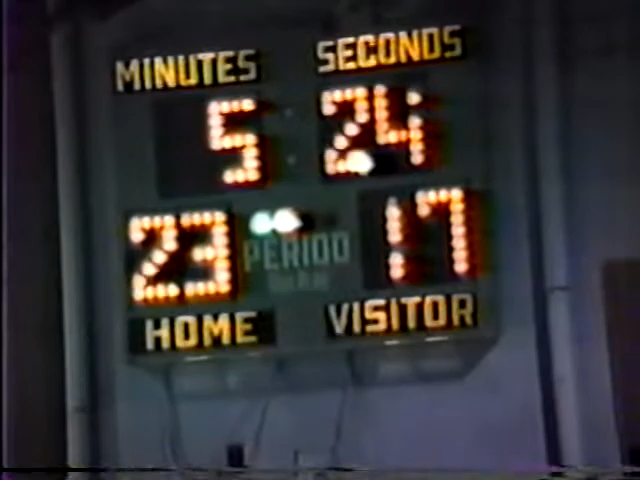 MINUTES SECONDS
5 24
23 17
PERIOD
HOME VISITOR